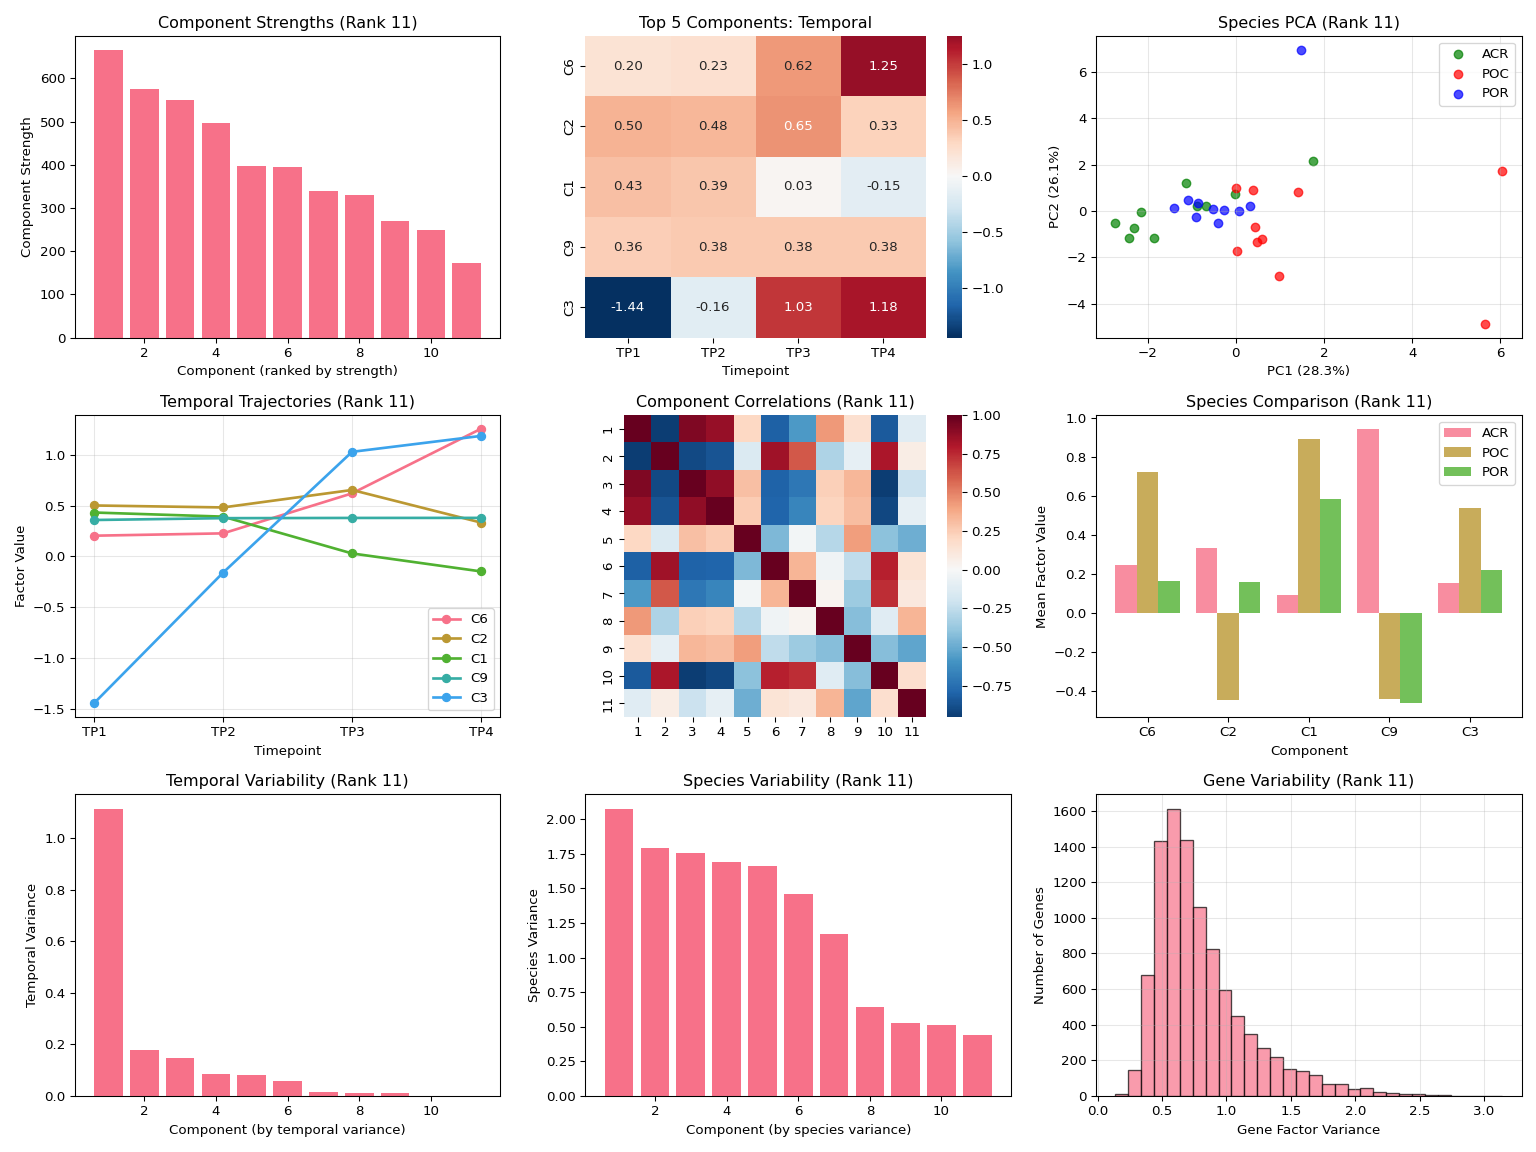 Component Strengths (Rank 11)
Component Strength
600
500
400
300
200
100
0
2 4 6 8 10
Component (ranked by strength)
Top 5 Components: Temporal
C6 0.20 0.23 0.62 1.25
C2 0.50 0.48 0.65 0.33
C1 0.43 0.39 0.03 -0.15
C9 0.36 0.38 0.38 0.38
C3 -1.44 -0.16 1.03 1.18
TP1 TP2 TP3 TP4
Timepoint
1.0
0.5
0.0
−0.5
−1.0
Species PCA (Rank 11)
ACR
POC
POR
PC2 (26.1%)
6
4
2
0
−2
−4
−2 0 2 4 6
PC1 (28.3%)
Temporal Trajectories (Rank 11)
Factor Value
1.0
0.5
0.0
−0.5
−1.0
−1.5
C6
C2
C1
C9
C3
TP1 TP2 TP3 TP4
Timepoint
Component Correlations (Rank 11)
1
2
3
4
5
6
7
8
9
10
11
1 2 3 4 5 6 7 8 9 10 11
1.00
0.75
0.50
0.25
0.00
−0.25
−0.50
−0.75
Species Comparison (Rank 11)
ACR
POC
POR
Mean Factor Value
1.0
0.8
0.6
0.4
0.2
0.0
−0.2
−0.4
C6 C2 C1 C9 C3
Component
Temporal Variability (Rank 11)
Temporal Variance
1.0
0.8
0.6
0.4
0.2
0.0
2 4 6 8 10
Component (by temporal variance)
Species Variability (Rank 11)
Species Variance
2.00
1.75
1.50
1.25
1.00
0.75
0.50
0.25
0.00
2 4 6 8 10
Component (by species variance)
Gene Variability (Rank 11)
Number of Genes
1600
1400
1200
1000
800
600
400
200
0
0.0 0.5 1.0 1.5 2.0 2.5 3.0
Gene Factor Variance